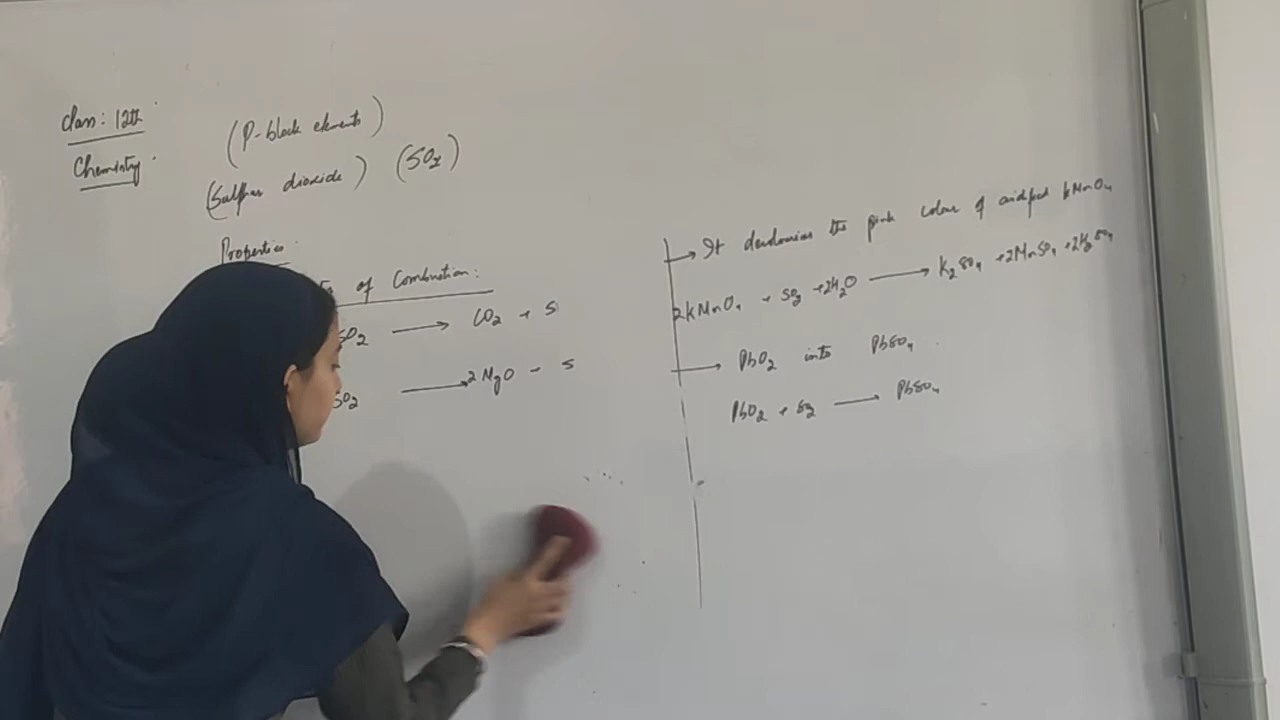 Class: 12th
Chemistry
(P-block elements)
(Sulphur dioxide) (SO2)
Properties:
of Combustion:
SO2 ⟶ CO2 + S
SO2 ⟶ 2MgO - S
→ It decolourises the pink colour of acidified KMnO4
2KMnO4 + SO2 + 2H2O ⟶ K2SO4 + 2MnSO4 + 2H2SO4
→ PbO2 into PbSO4
PbO2 + SO2 ⟶ PbSO4